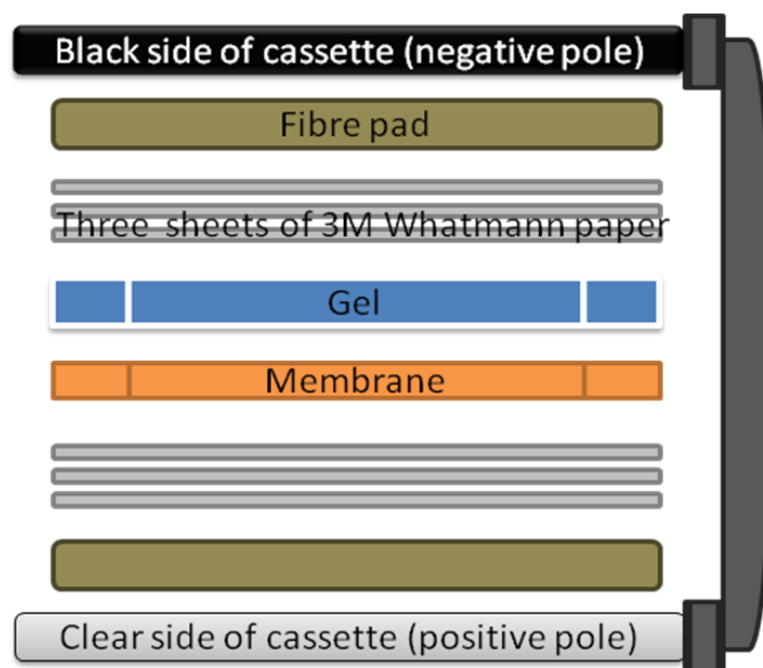 Black side of cassette (negative pole)
Fibre pad
Three sheets of 3M Whatmann paper
Gel
Membrane
Clear side of cassette (positive pole)